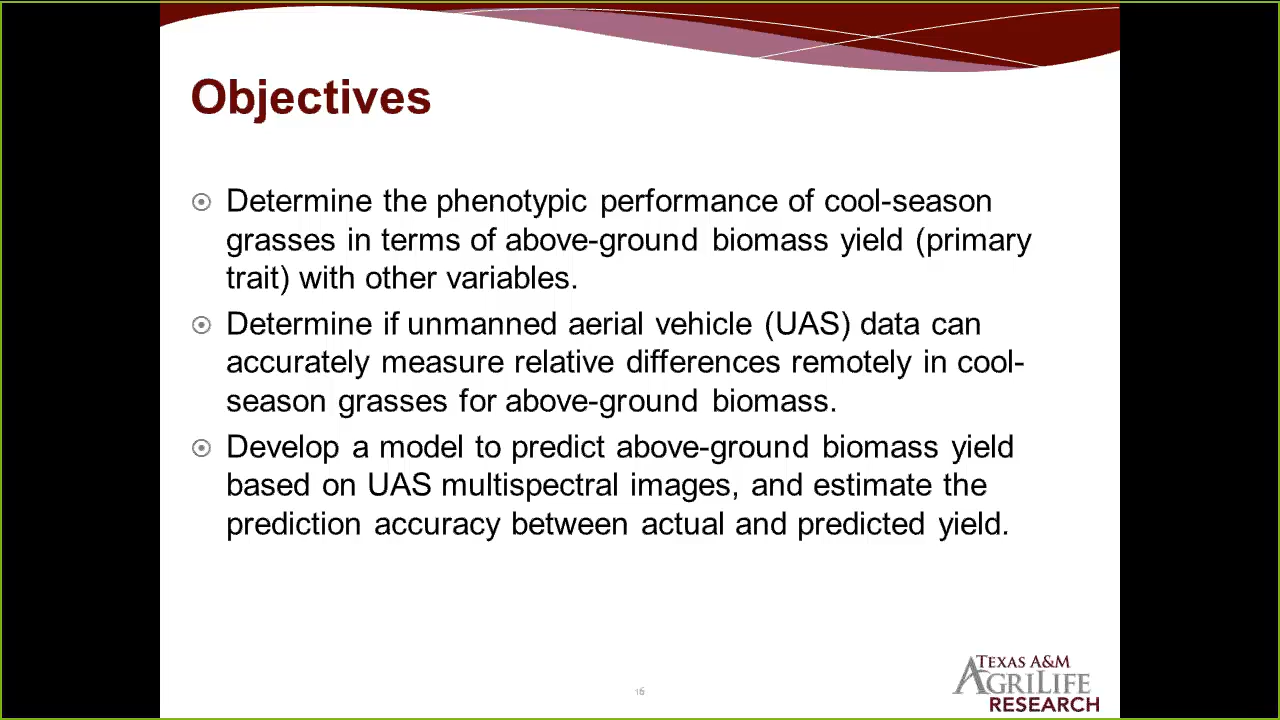 Objectives
Determine the phenotypic performance of cool-season
grasses in terms of above-ground biomass yield (primary
trait) with other variables.
Determine if unmanned aerial vehicle (UAS) data can
accurately measure relative differences remotely in cool-
season grasses for above-ground biomass.
Develop a model to predict above-ground biomass yield
based on UAS multispectral images, and estimate the
prediction accuracy between actual and predicted yield.
16
TEXAS A&M
AGRILIFE
RESEARCH